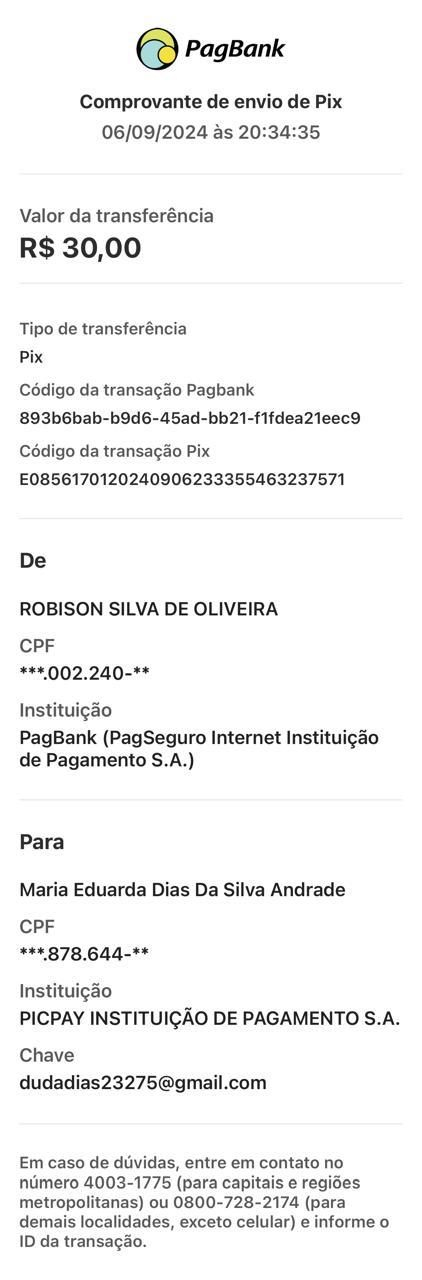 PagBank
Comprovante de envio de Pix
06/09/2024 às 20:34:35
Valor da transferência
R$ 30,00
Tipo de transferência
Pix
Código da transação Pagbank
893b6bab-b9d6-45ad-bb21-f1fdea21eec9
Código da transação Pix
E08561701202409062333554632​37571
De
ROBISON SILVA DE OLIVEIRA
CPF
***.002.240-**
Instituição
PagBank (PagSeguro Internet Instituição
de Pagamento S.A.)
Para
Maria Eduarda Dias Da Silva Andrade
CPF
***.878.644-**
Instituição
PICPAY INSTITUIÇÃO DE PAGAMENTO S.A.
Chave
dudadias23275@gmail.com
Em caso de dúvidas, entre em contato no
número 4003-1775 (para capitais e regiões
metropolitanas) ou 0800-728-2174 (para
demais localidades, exceto celular) e informe o
ID da transação.